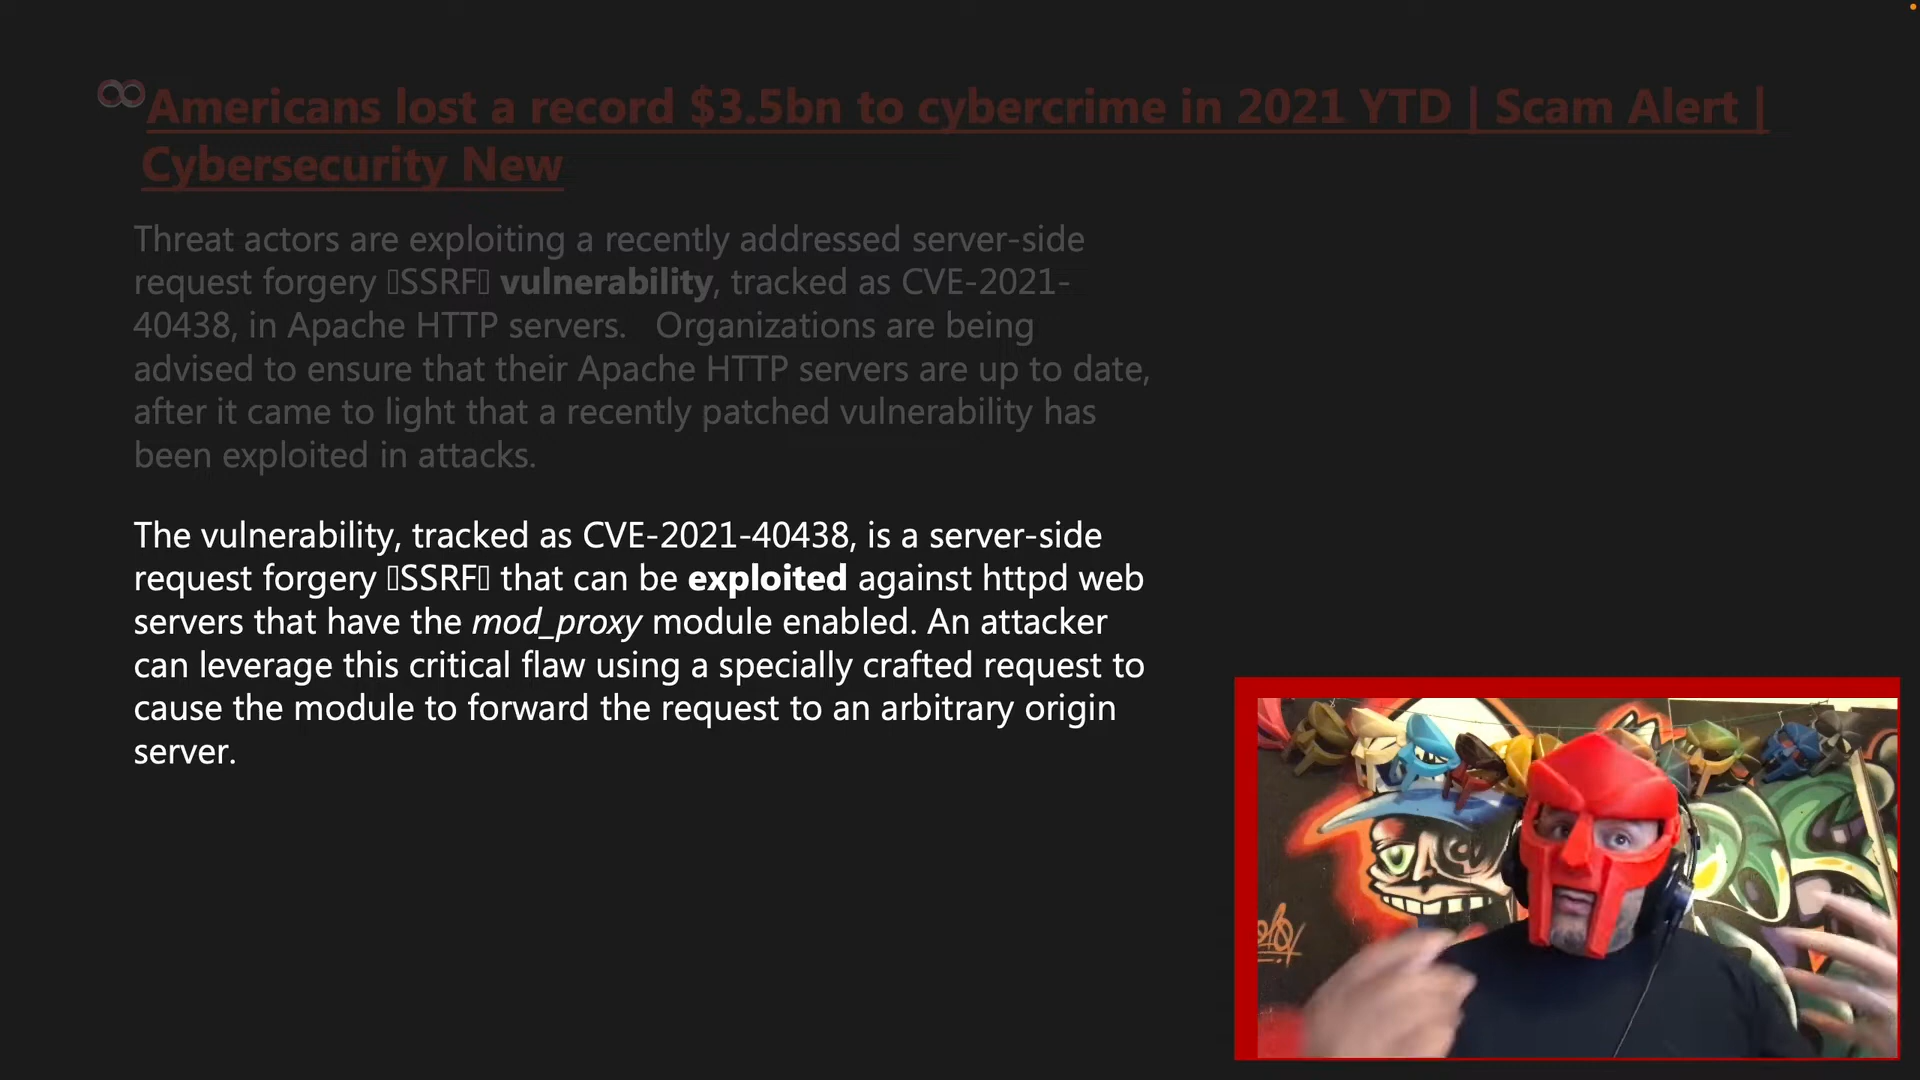 Americans lost a record $3.5bn to cybercrime in 2021 YTD | Scam Alert |
Cybersecurity New
Threat actors are exploiting a recently addressed server-side
request forgery ▯SSRF▯ vulnerability, tracked as CVE-2021-
40438, in Apache HTTP servers.   Organizations are being
advised to ensure that their Apache HTTP servers are up to date,
after it came to light that a recently patched vulnerability has
been exploited in attacks.
The vulnerability, tracked as CVE-2021-40438, is a server-side
request forgery ▯SSRF▯ that can be exploited against httpd web
servers that have the mod_proxy module enabled. An attacker
can leverage this critical flaw using a specially crafted request to
cause the module to forward the request to an arbitrary origin
server.